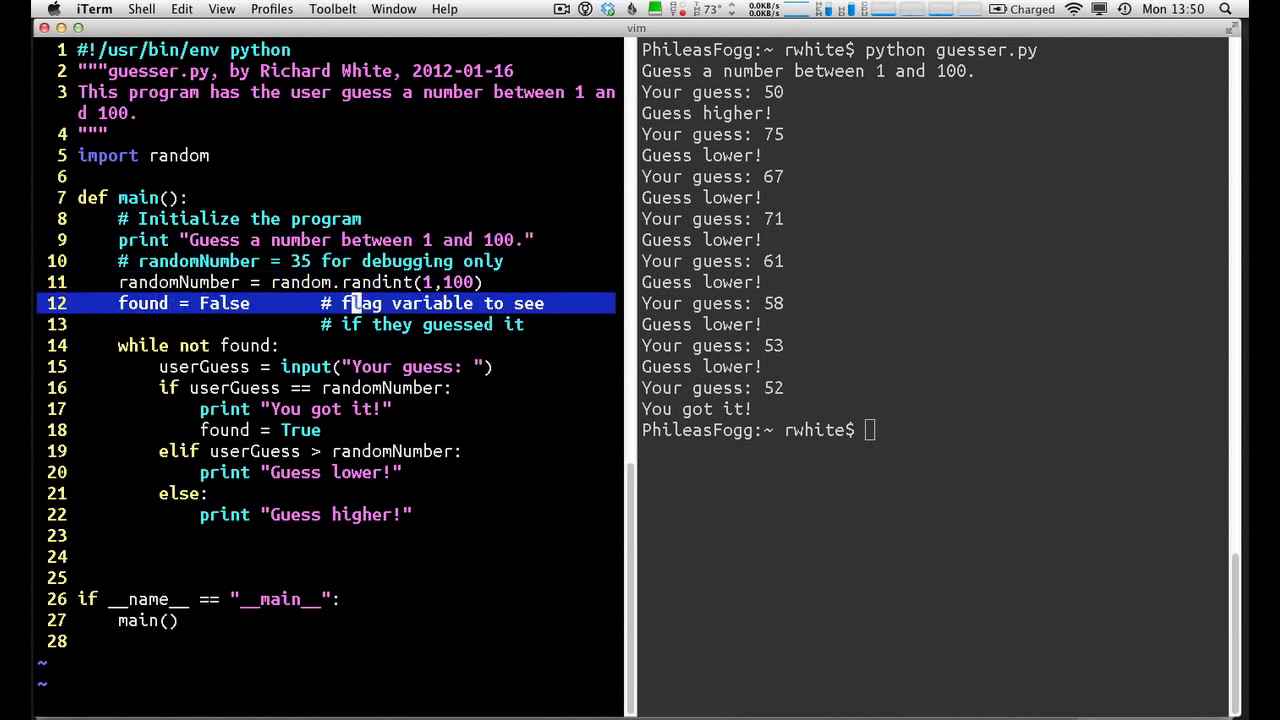 iTerm Shell Edit View Profiles Toolbelt Window Help 73° 0.0KB/s 0.0KB/s Charged Mon 13:50
vim
1 #!/usr/bin/env python
2 """guesser.py, by Richard White, 2012-01-16
3 This program has the user guess a number between 1 an
d 100.
4 """
5 import random
6
7 def main():
8 # Initialize the program
9 print "Guess a number between 1 and 100."
10 # randomNumber = 35 for debugging only
11 randomNumber = random.randint(1,100)
12 found = False # flag variable to see
13 # if they guessed it
14 while not found:
15 userGuess = input("Your guess: ")
16 if userGuess == randomNumber:
17 print "You got it!"
18 found = True
19 elif userGuess > randomNumber:
20 print "Guess lower!"
21 else:
22 print "Guess higher!"
23
24
25
26 if __name__ == "__main__":
27 main()
28
~
~
PhileasFogg:~ rwhite$ python guesser.py
Guess a number between 1 and 100.
Your guess: 50
Guess higher!
Your guess: 75
Guess lower!
Your guess: 67
Guess lower!
Your guess: 71
Guess lower!
Your guess: 61
Guess lower!
Your guess: 58
Guess lower!
Your guess: 53
Guess lower!
Your guess: 52
You got it!
PhileasFogg:~ rwhite$